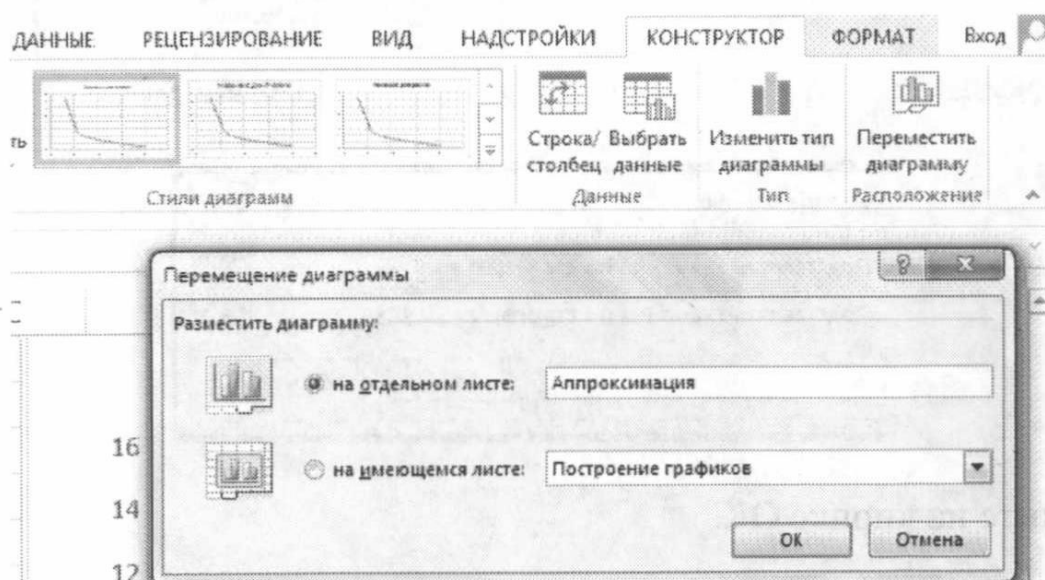 ДАННЫЕ РЕЦЕНЗИРОВАНИЕ ВИД НАДСТРОЙКИ КОНСТРУКТОР ФОРМАТ Вход
ть
Строка/ Выбрать Изменить тип Переместить
столбец данные диаграммы диаграмму
Стили диаграмм Данные Тип Расположение
Перемещение диаграммы
Разместить диаграмму:
на отдельном листе: Аппроксимация
16
на имеющемся листе: Построение графиков
14
ОК Отмена
12